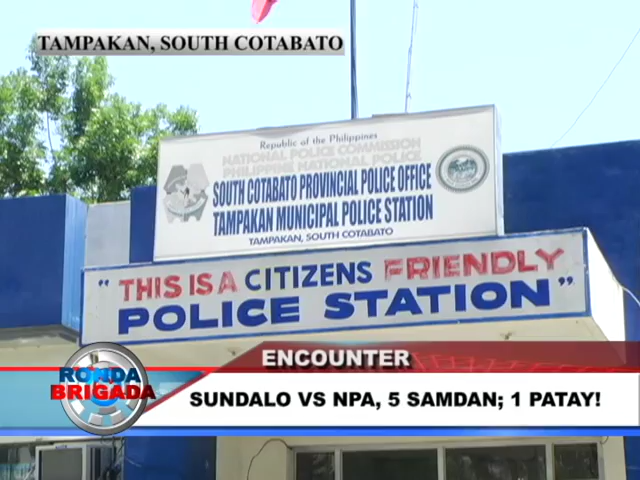 TAMPAKAN, SOUTH COTABATO
Republic of the Philippines
NATIONAL POLICE COMMISSION
PHILIPPINE NATIONAL POLICE
SOUTH COTABATO PROVINCIAL POLICE OFFICE
TAMPAKAN MUNICIPAL POLICE STATION
TAMPAKAN, SOUTH COTABATO
"THIS IS A CITIZENS FRIENDLY
POLICE STATION"
ENCOUNTER
RONDA
BRIGADA
SUNDALO VS NPA, 5 SAMDAN; 1 PATAY!